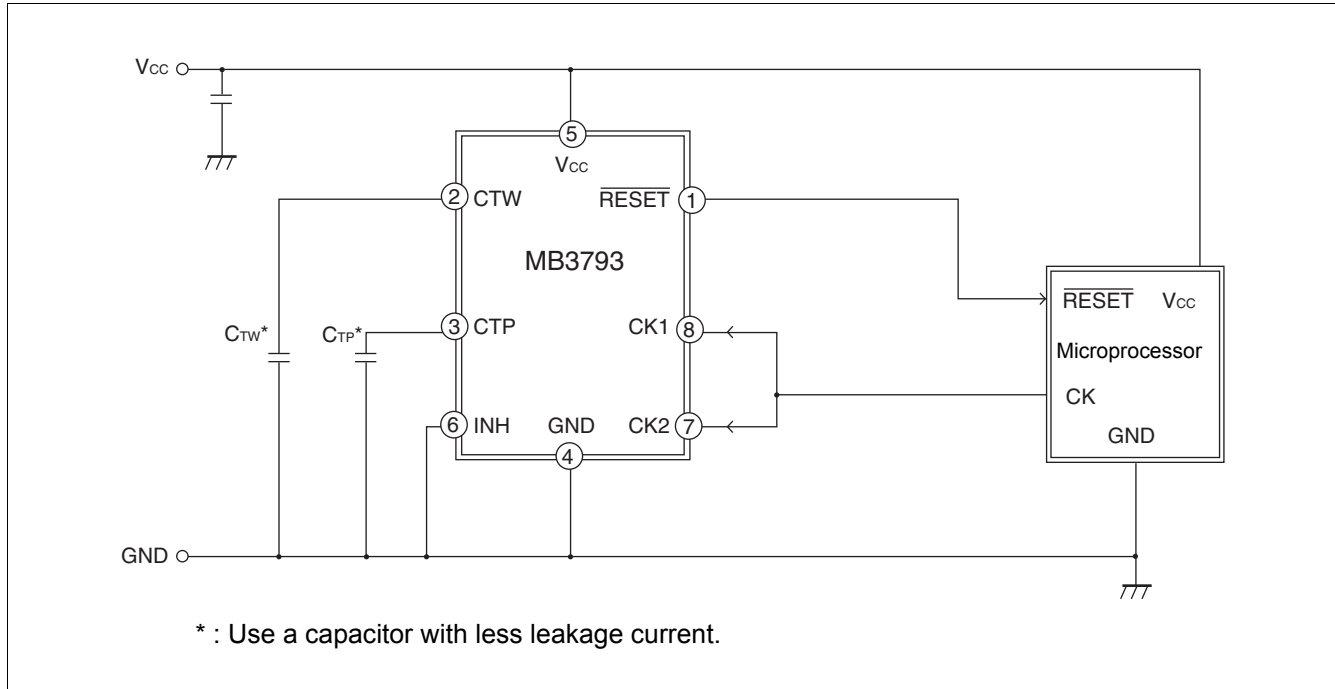 Vcc
5
Vcc
2 CTW
RESET 1
MB3793
RESET Vcc
CTW*
CTP*
3 CTP
CK1 8
Microprocessor
CK
6 INH
GND
CK2 7
GND
4
GND
* : Use a capacitor with less leakage current.